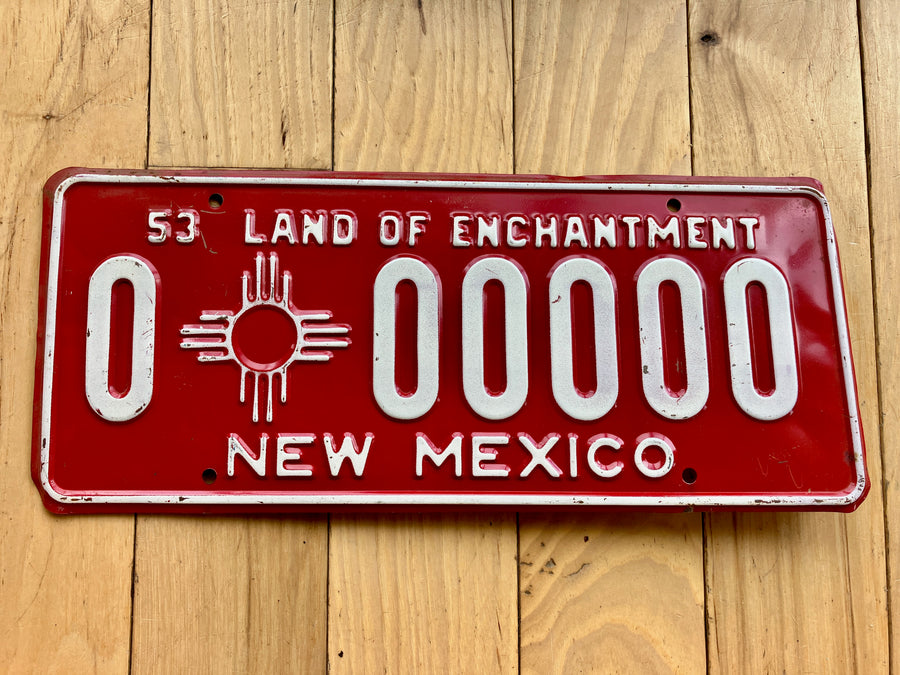 53 LAND OF ENCHANTMENT
0 00000
NEW MEXICO